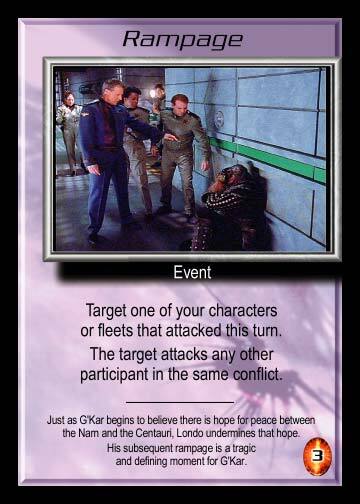 Rampage
Event
Target one of your characters
or fleets that attacked this turn.
The target attacks any other
participant in the same conflict.
Just as G'Kar begins to believe there is hope for peace between
the Narn and the Centauri, Londo undermines that hope.
His subsequent rampage is a tragic
and defining moment for G'Kar.
3